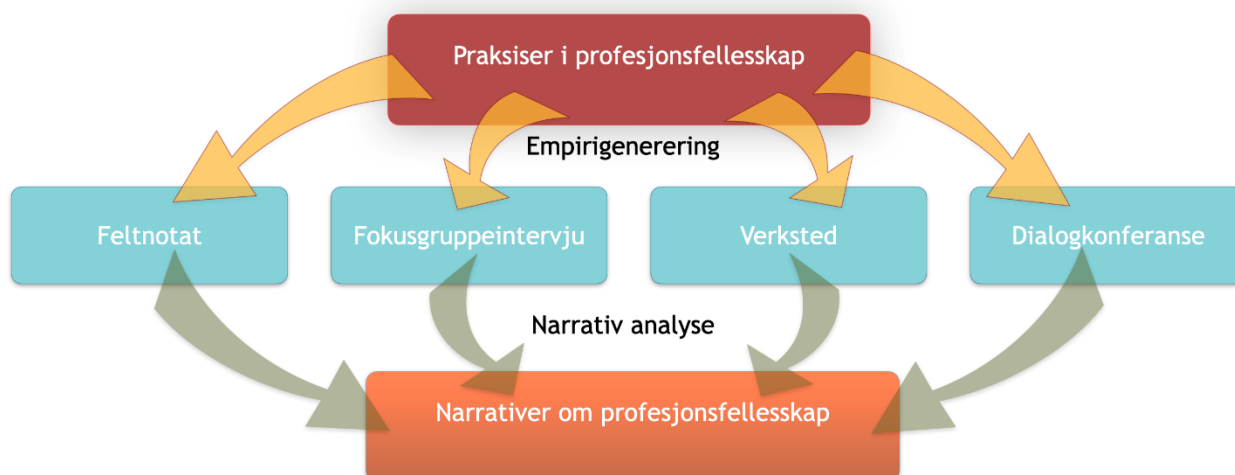 Praksiser i profesjonsfellesskap
Empirigenerering
Feltnotat
Fokusgruppeintervju
Verksted
Dialogkonferanse
Narrativ analyse
Narrativer om profesjonsfellesskap